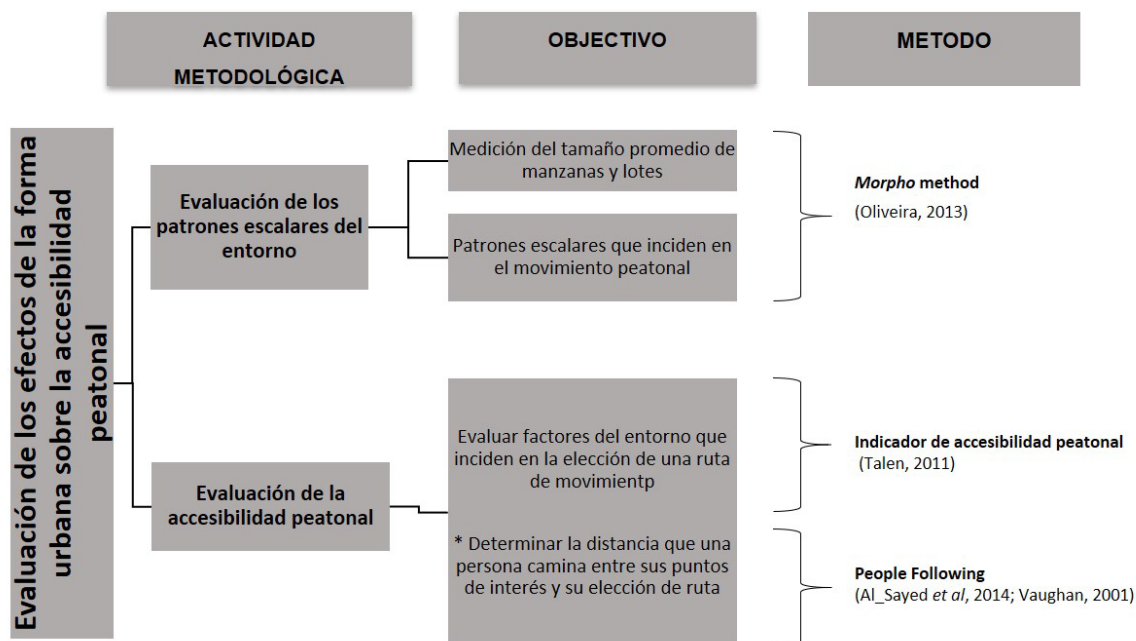 ACTIVIDAD
METODOLÓGICA
OBJECTIVO
METODO
Evaluación de los efectos de la forma
urbana sobre la accesibilidad
peatonal
Evaluación de los
patrones escalares del
entorno
Medición del tamaño promedio de
manzanas y lotes
Patrones escalares que inciden en
el movimiento peatonal
Morpho method
(Oliveira, 2013)
Evaluación de la
accesibilidad peatonal
Evaluar factores del entorno que
inciden en la elección de una ruta
de movimientp
* Determinar la distancia que una
persona camina entre sus puntos
de interés y su elección de ruta
Indicador de accesibilidad peatonal
(Talen, 2011)
People Following
(Al_Sayed et al, 2014; Vaughan, 2001)